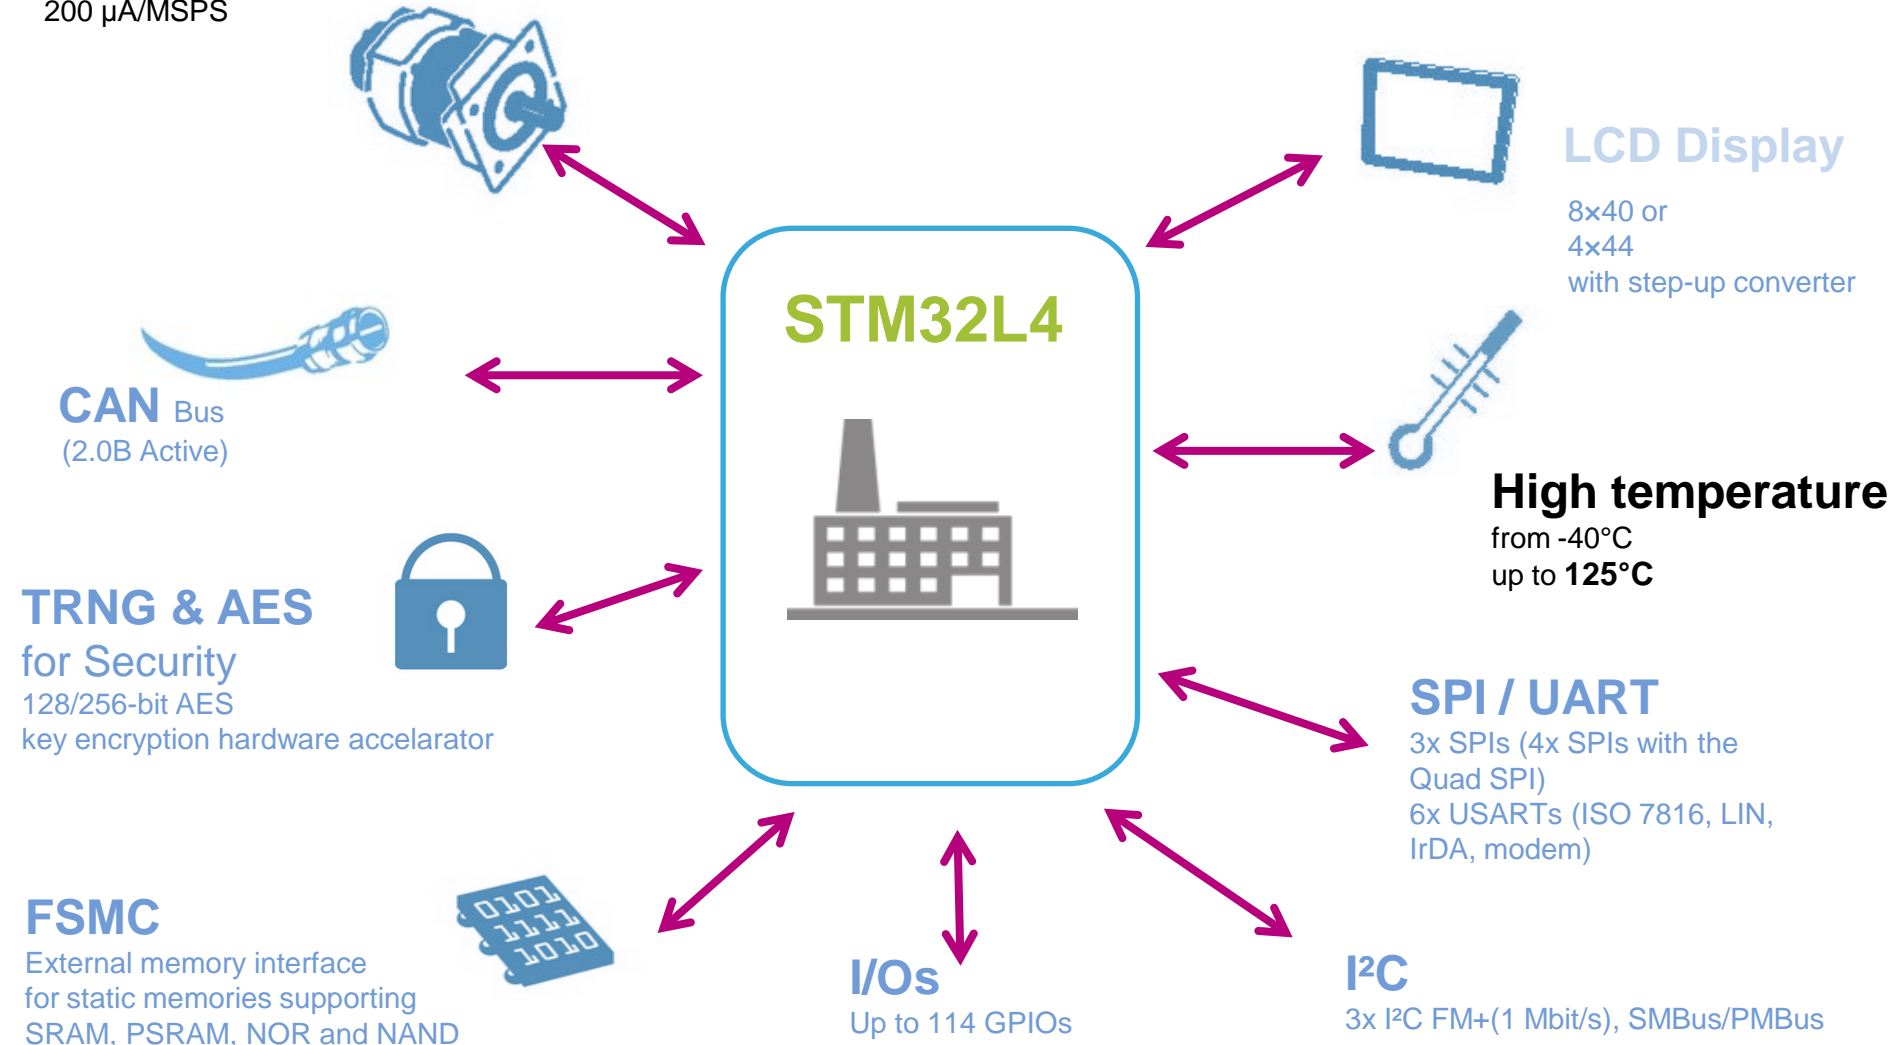 200 µA/MSPS
LCD Display
8×40 or
4×44
with step-up converter
STM32L4
CAN Bus
(2.0B Active)
High temperature
from -40°C
up to 125°C
TRNG & AES
for Security
128/256-bit AES
key encryption hardware accelarator
SPI / UART
3x SPIs (4x SPIs with the
Quad SPI)
6x USARTs (ISO 7816, LIN,
IrDA, modem)
FSMC
External memory interface
for static memories supporting
SRAM, PSRAM, NOR and NAND
0101
1111
1010
I/Os
Up to 114 GPIOs
I²C
3x I²C FM+(1 Mbit/s), SMBus/PMBus